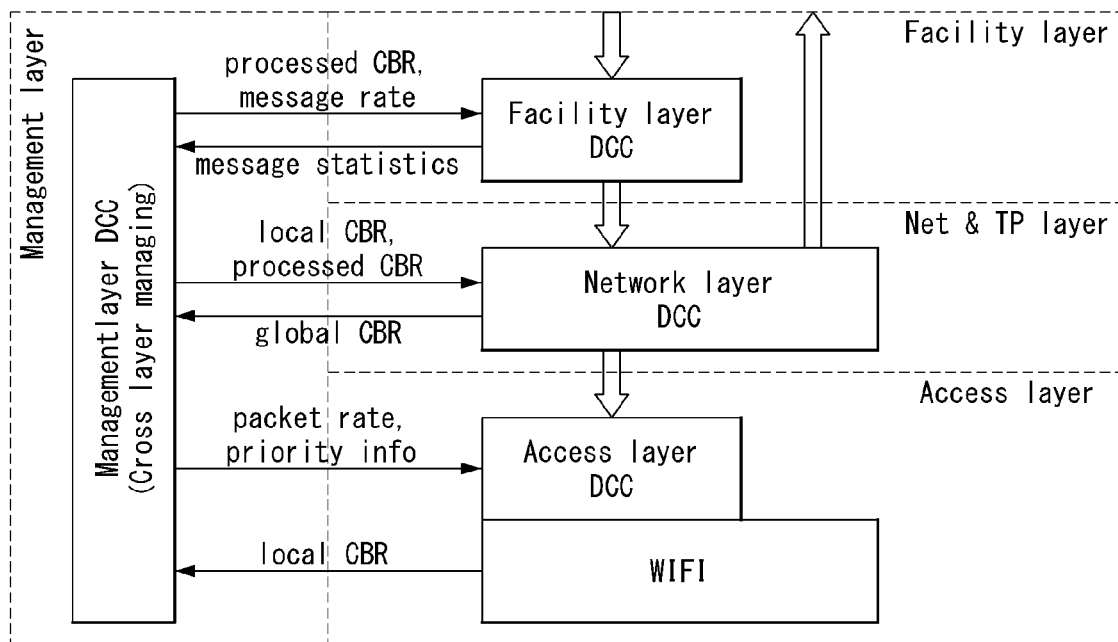 Management layer
Managementlayer DCC
(Cross layer managing)
processed CBR,
message rate
message statistics
local CBR,
processed CBR
global CBR
packet rate,
priority info
local CBR
Facility layer
Facility layer
DCC
Net & TP layer
Network layer
DCC
Access layer
Access layer
DCC
WIFI